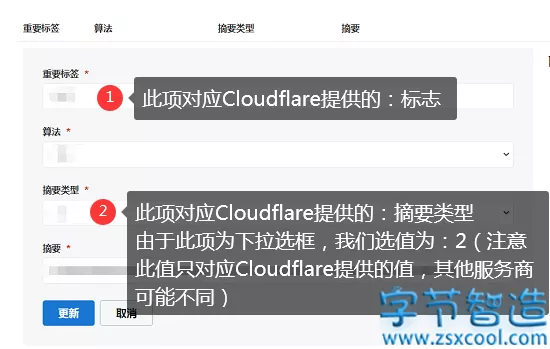 重要标签 算法 摘要类型 摘要
重要标签 *
1 此项对应Cloudflare提供的：标志
算法 *
摘要类型 *
2 此项对应Cloudflare提供的：摘要类型
由于此项为下拉选框，我们选值为：2（注意
此值只对应Cloudflare提供的值，其他服务商
可能不同）
摘要 *
更新 取消
字节智造
www.zsxcool.com